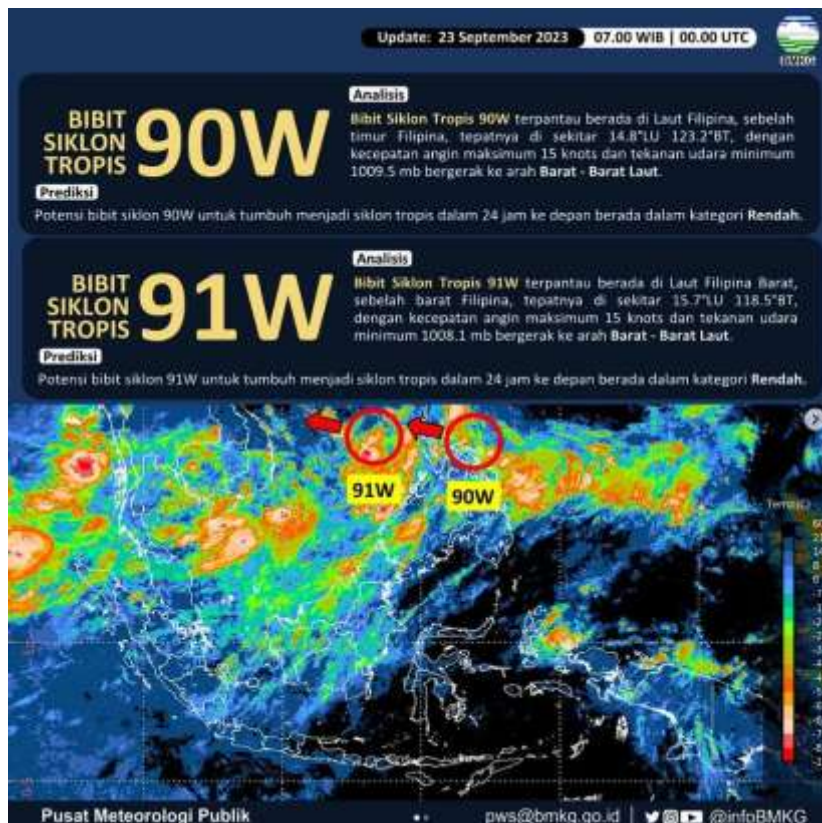 Update: 23 September 2023 07.00 WIB | 00.00 UTC
BMKG
BIBIT
SIKLON
TROPIS
90W
Analisis
Bibit Siklon Tropis 90W terpantau berada di Laut Filipina, sebelah
timur Filipina, tepatnya di sekitar 14.8°LU 123.2°BT, dengan
kecepatan angin maksimum 15 knots dan tekanan udara minimum
1009.5 mb bergerak ke arah Barat - Barat Laut.
Prediksi
Potensi bibit siklon 90W untuk tumbuh menjadi siklon tropis dalam 24 jam ke depan berada dalam kategori Rendah.
BIBIT
SIKLON
TROPIS
91W
Analisis
Bibit Siklon Tropis 91W terpantau berada di Laut Filipina Barat,
sebelah barat Filipina, tepatnya di sekitar 15.7°LU 118.5°BT,
dengan kecepatan angin maksimum 15 knots dan tekanan udara
minimum 1008.1 mb bergerak ke arah Barat - Barat Laut.
Prediksi
Potensi bibit siklon 91W untuk tumbuh menjadi siklon tropis dalam 24 jam ke depan berada dalam kategori Rendah.
91W
90W
Pusat Meteorologi Publik
pws@bmkg.go.id | @infoBMKG